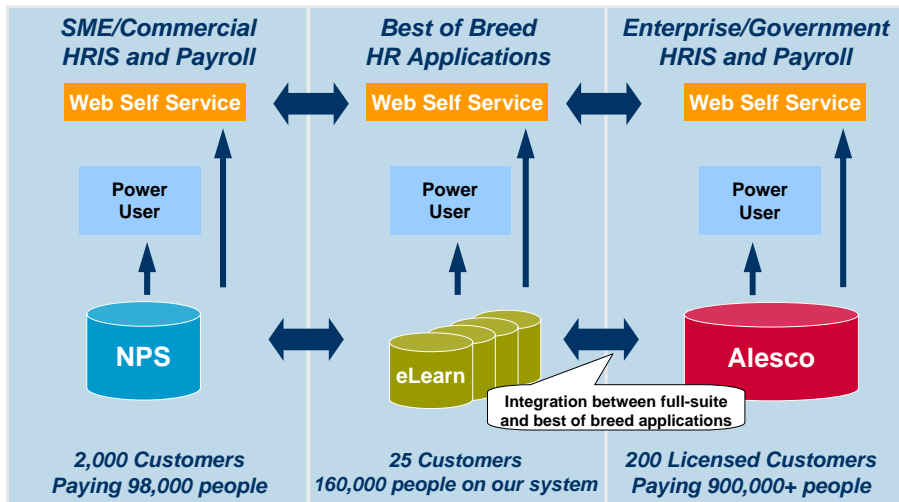 SME/Commercial
HRIS and Payroll
Best of Breed
HR Applications
Enterprise/Government
HRIS and Payroll
Web Self Service
Web Self Service
Web Self Service
Power
User
Power
User
Power
User
NPS
eLearn
Alesco
Integration between full-suite
and best of breed applications
2,000 Customers
Paying 98,000 people
25 Customers
160,000 people on our system
200 Licensed Customers
Paying 900,000+ people